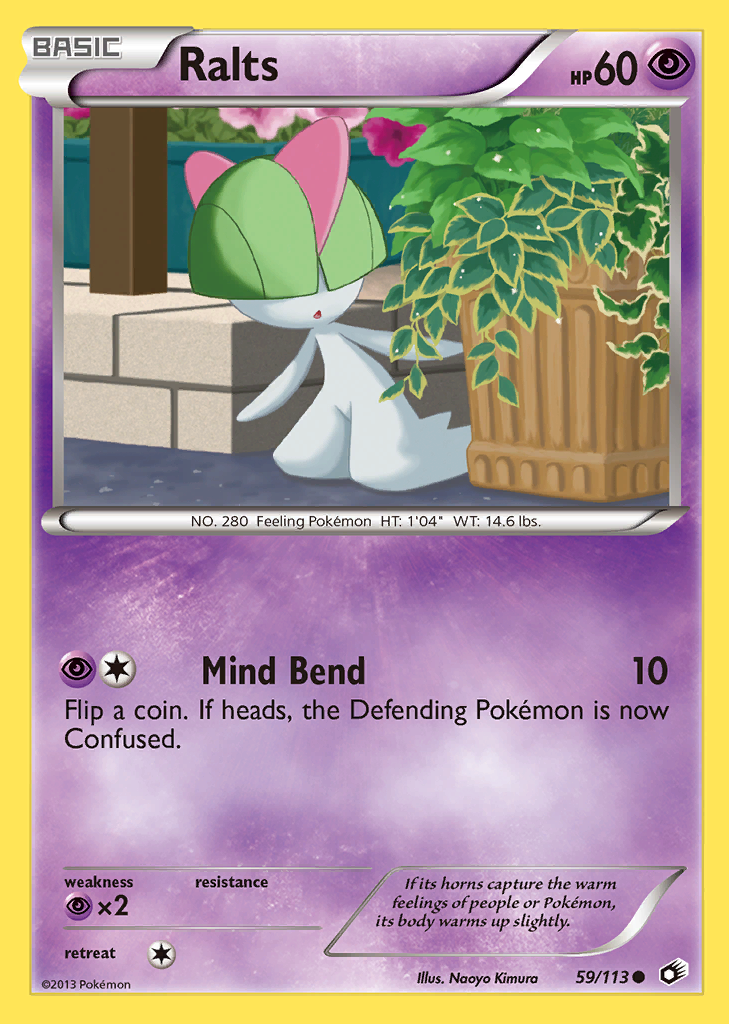 BASIC
Ralts
HP 60
NO. 280 Feeling Pokémon HT: 1'04" WT: 14.6 lbs.
Mind Bend 10
Flip a coin. If heads, the Defending Pokémon is now
Confused.
weakness
resistance
×2
If its horns capture the warm
feelings of people or Pokémon,
its body warms up slightly.
retreat
©2013 Pokémon
Illus. Naoyo Kimura
59/113